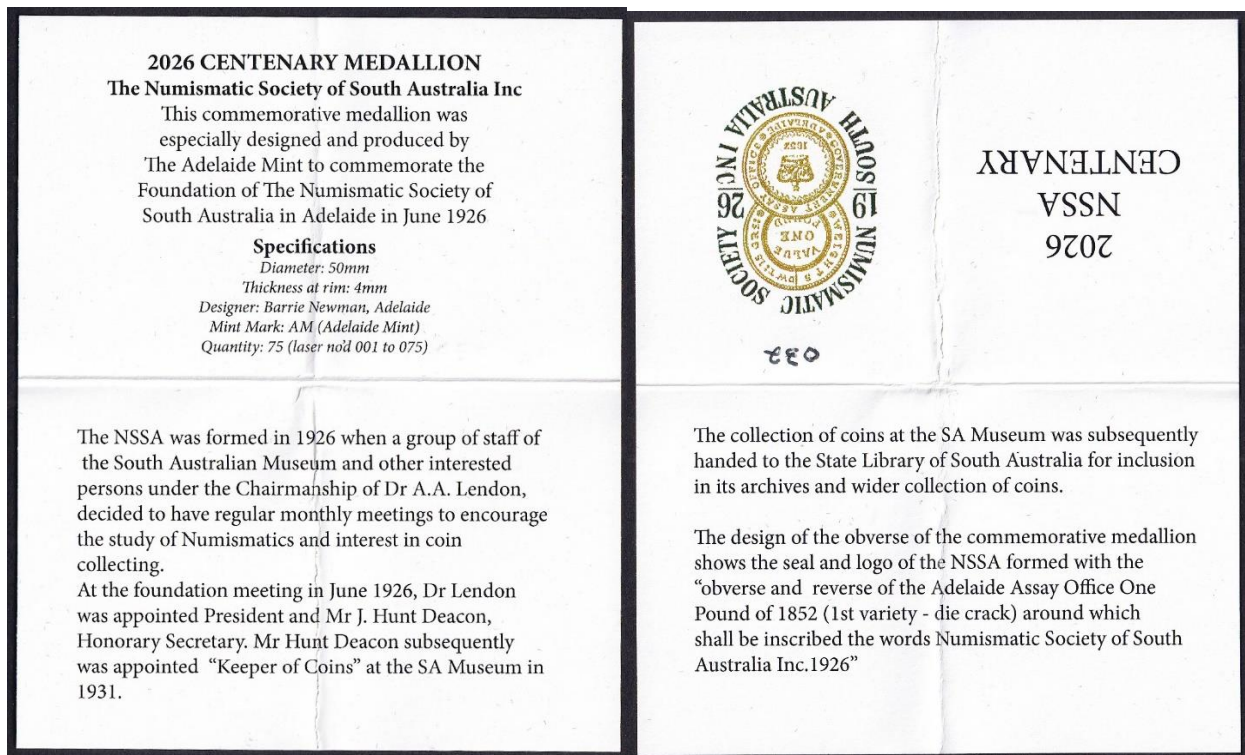 2026 CENTENARY MEDALLION
The Numismatic Society of South Australia Inc
This commemorative medallion was
especially designed and produced by
The Adelaide Mint to commemorate the
Foundation of The Numismatic Society of
South Australia in Adelaide in June 1926
Specifications
Diameter: 50mm
Thickness at rim: 4mm
Designer: Barrie Newman, Adelaide
Mint Mark: AM (Adelaide Mint)
Quantity: 75 (laser no'd 001 to 075)
The NSSA was formed in 1926 when a group of staff of
the South Australian Museum and other interested
persons under the Chairmanship of Dr A.A. Lendon,
decided to have regular monthly meetings to encourage
the study of Numismatics and interest in coin
collecting.
At the foundation meeting in June 1926, Dr Lendon
was appointed President and Mr J. Hunt Deacon,
Honorary Secretary. Mr Hunt Deacon subsequently
was appointed “Keeper of Coins” at the SA Museum in
1931.
2026
NSSA
CENTENARY
NUMISMATIC SOCIETY
19 26
SOUTH AUSTRALIA INC
VALUE
ONE
POUND
GOVERNMENT ASSAY OFFICE
ADELAIDE
1852
The collection of coins at the SA Museum was subsequently
handed to the State Library of South Australia for inclusion
in its archives and wider collection of coins.
The design of the obverse of the commemorative medallion
shows the seal and logo of the NSSA formed with the
“obverse and reverse of the Adelaide Assay Office One
Pound of 1852 (1st variety - die crack) around which
shall be inscribed the words Numismatic Society of South
Australia Inc.1926”